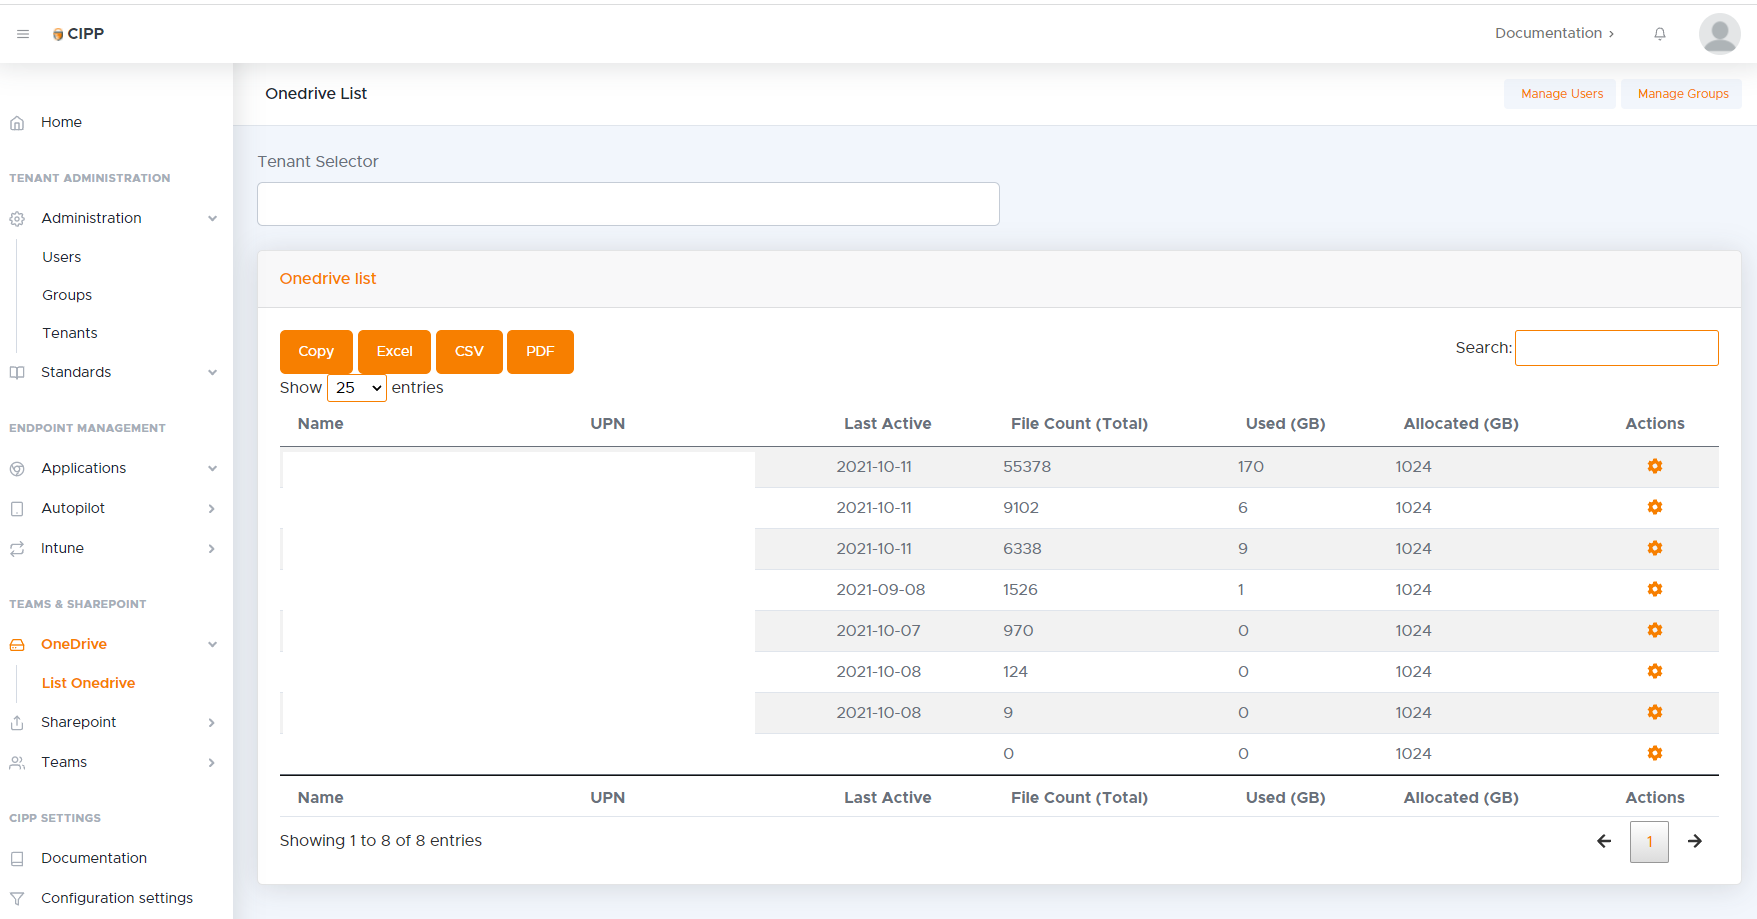 CIPP
Documentation ›
Onedrive List
Manage Users
Manage Groups
Home
TENANT ADMINISTRATION
Administration
Users
Groups
Tenants
Standards
ENDPOINT MANAGEMENT
Applications
Autopilot
Intune
TEAMS & SHAREPOINT
OneDrive
List Onedrive
Sharepoint
Teams
CIPP SETTINGS
Documentation
Configuration settings
Tenant Selector
Onedrive list
Copy Excel CSV PDF
Search:
Show 25 entries
Name UPN Last Active File Count (Total) Used (GB) Allocated (GB) Actions
2021-10-11 55378 170 1024
2021-10-11 9102 6 1024
2021-10-11 6338 9 1024
2021-09-08 1526 1 1024
2021-10-07 970 0 1024
2021-10-08 124 0 1024
2021-10-08 9 0 1024
0 0 1024
Name UPN Last Active File Count (Total) Used (GB) Allocated (GB) Actions
Showing 1 to 8 of 8 entries
1